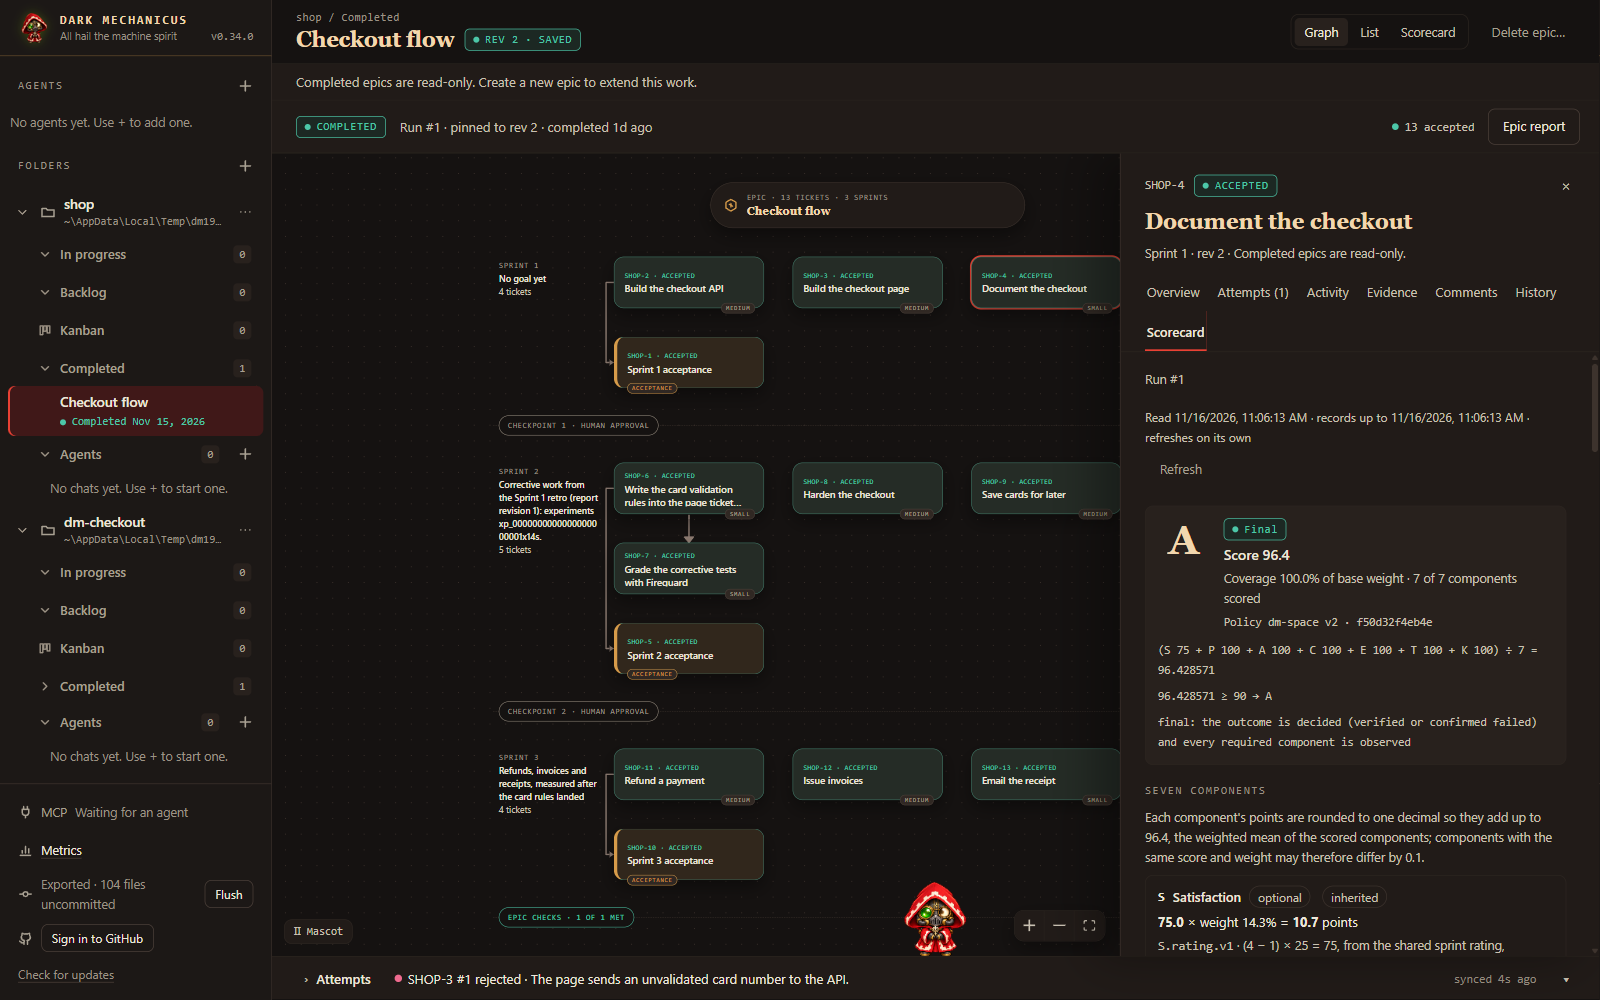 DARK MECHANICUS
All hail the machine spirit
v0.34.0
AGENTS
No agents yet. Use + to add one.
FOLDERS
shop
~\AppData\Local\Temp\dm19...
In progress
0
Backlog
0
Kanban
0
Completed
1
Checkout flow
Completed Nov 15, 2026
Agents
0
No chats yet. Use + to start one.
dm-checkout
~\AppData\Local\Temp\dm19...
In progress
0
Backlog
0
Kanban
0
Completed
1
Agents
0
No chats yet. Use + to start one.
MCP Waiting for an agent
Metrics
Exported · 104 files
uncommitted
Flush
Sign in to GitHub
Check for updates
shop / Completed
Checkout flow
REV 2 · SAVED
Graph
List
Scorecard
Delete epic...
Completed epics are read-only. Create a new epic to extend this work.
COMPLETED
Run #1 · pinned to rev 2 · completed 1d ago
13 accepted
Epic report
EPIC · 13 TICKETS · 3 SPRINTS
Checkout flow
SPRINT 1
No goal yet
4 tickets
SHOP-2 · ACCEPTED
Build the checkout API
MEDIUM
SHOP-3 · ACCEPTED
Build the checkout page
MEDIUM
SHOP-4 · ACCEPTED
Document the checkout
SMALL
SHOP-1 · ACCEPTED
Sprint 1 acceptance
ACCEPTANCE
CHECKPOINT 1 · HUMAN APPROVAL
SPRINT 2
Corrective work from
the Sprint 1 retro (report
revision 1): experiments
xp_00000000000000000
00001x14s.
5 tickets
SHOP-6 · ACCEPTED
Write the card validation
rules into the page ticket...
SMALL
SHOP-8 · ACCEPTED
Harden the checkout
MEDIUM
SHOP-9 · ACCEPTED
Save cards for later
MEDIUM
SHOP-7 · ACCEPTED
Grade the corrective tests
with Fireguard
SMALL
SHOP-5 · ACCEPTED
Sprint 2 acceptance
ACCEPTANCE
CHECKPOINT 2 · HUMAN APPROVAL
SPRINT 3
Refunds, invoices and
receipts, measured after
the card rules landed
4 tickets
SHOP-11 · ACCEPTED
Refund a payment
MEDIUM
SHOP-12 · ACCEPTED
Issue invoices
MEDIUM
SHOP-13 · ACCEPTED
Email the receipt
SMALL
SHOP-10 · ACCEPTED
Sprint 3 acceptance
ACCEPTANCE
EPIC CHECKS · 1 OF 1 MET
Mascot
SHOP-4
ACCEPTED
Document the checkout
Sprint 1 · rev 2 · Completed epics are read-only.
Overview
Attempts (1)
Activity
Evidence
Comments
History
Scorecard
Run #1
Read 11/16/2026, 11:06:13 AM · records up to 11/16/2026, 11:06:13 AM ·
refreshes on its own
Refresh
A
Final
Score 96.4
Coverage 100.0% of base weight · 7 of 7 components
scored
Policy dm-space v2 · f50d32f4eb4e
(S 75 + P 100 + A 100 + C 100 + E 100 + T 100 + K 100) ÷ 7 =
96.428571
96.428571 ≥ 90 → A
final: the outcome is decided (verified or confirmed failed)
and every required component is observed
SEVEN COMPONENTS
Each component's points are rounded to one decimal so they add up to
96.4, the weighted mean of the scored components; components with the
same score and weight may therefore differ by 0.1.
S Satisfaction
optional
inherited
75.0 × weight 14.3% = 10.7 points
S.rating.v1 · (4 − 1) × 25 = 75, from the shared sprint rating,
Attempts
SHOP-3 #1 rejected · The page sends an unvalidated card number to the API.
synced 4s ago